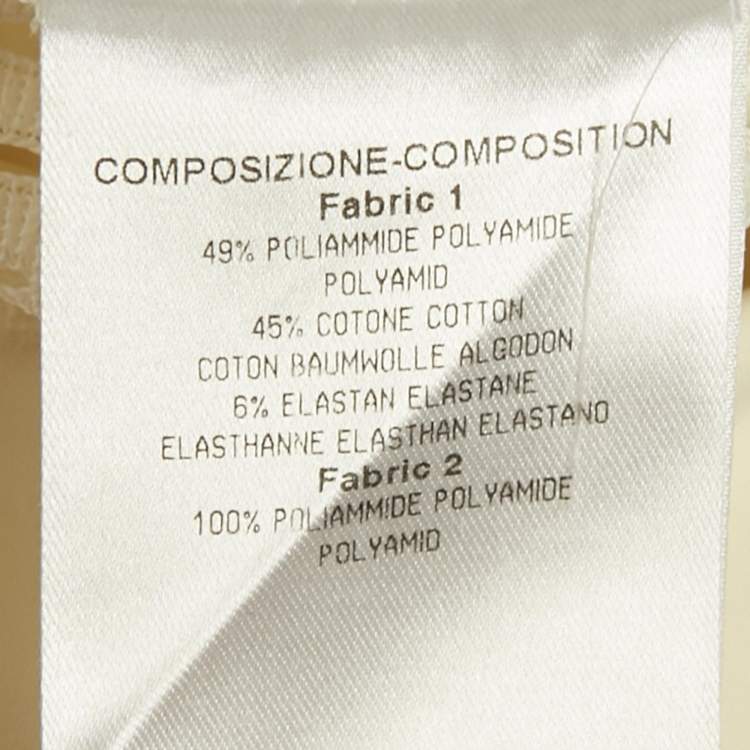 COMPOSIZIONE-COMPOSITION
Fabric 1
49% POLIAMMIDE POLYAMIDE
POLYAMID
45% COTONE COTTON
COTON BAUMWOLLE ALGODON
6% ELASTAN ELASTANE
ELASTHANNE ELASTHAN ELASTANO
Fabric 2
100% POLIAMMIDE POLYAMIDE
POLYAMID